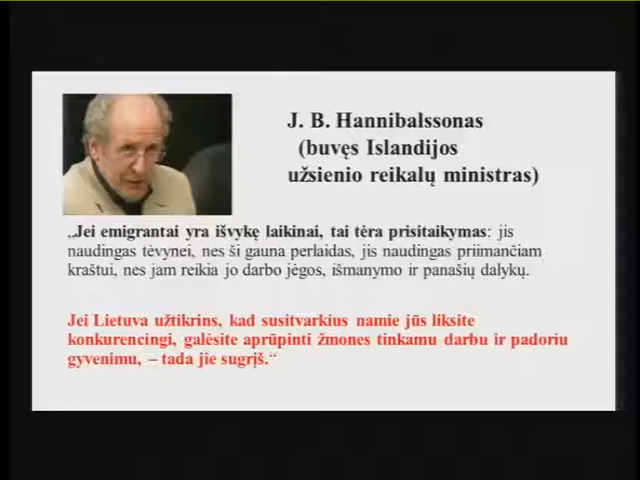 J. B. Hannibalssonas
(buvęs Islandijos
užsienio reikalų ministras)
„Jei emigrantai yra išvykę laikinai, tai tėra prisitaikymas: jis
naudingas tėvynei, nes ši gauna perlaidas, jis naudingas priimančiam
kraštui, nes jam reikia jo darbo jėgos, išmanymo ir panašių dalykų.
Jei Lietuva užtikrins, kad susitvarkius namie jūs liksite
konkurencingi, galėsite aprūpinti žmones tinkamu darbu ir padoriu
gyvenimu, – tada jie sugrįš.“